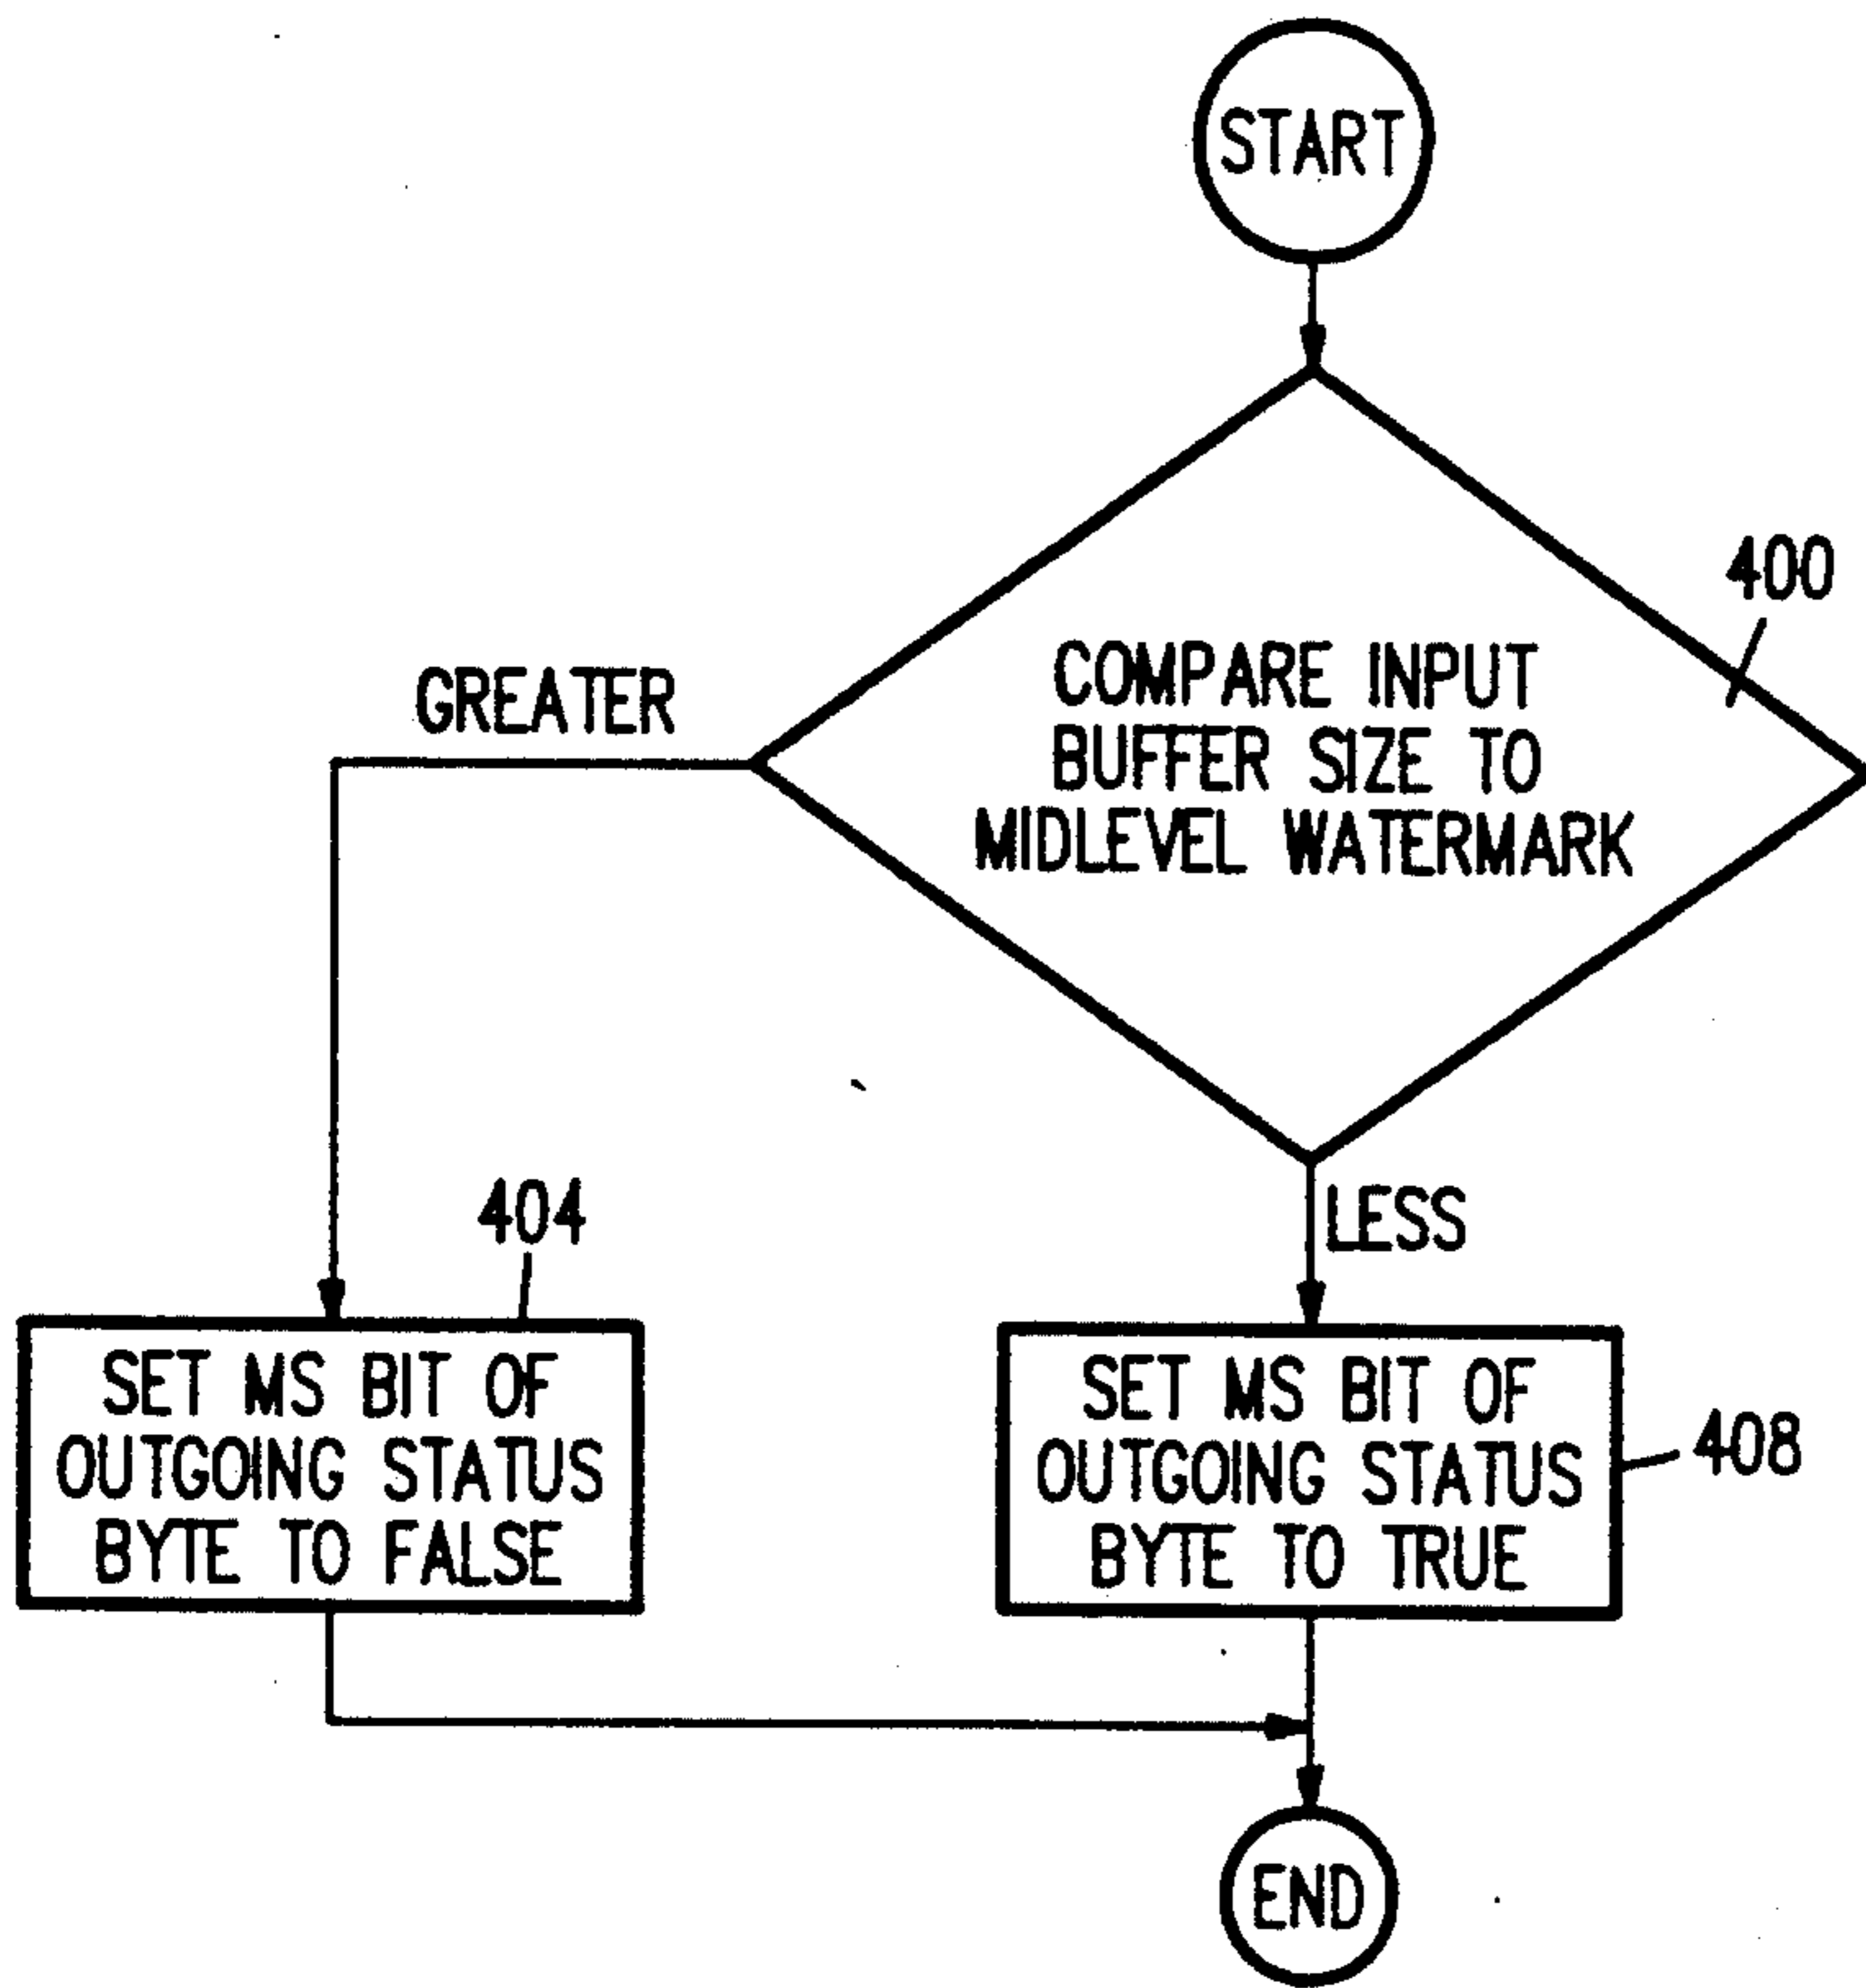 START
400
COMPARE INPUT
BUFFER SIZE TO
MIDLEVEL WATERMARK
GREATER
LESS
404
SET MS BIT OF
OUTGOING STATUS
BYTE TO FALSE
SET MS BIT OF
OUTGOING STATUS
BYTE TO TRUE
408
END